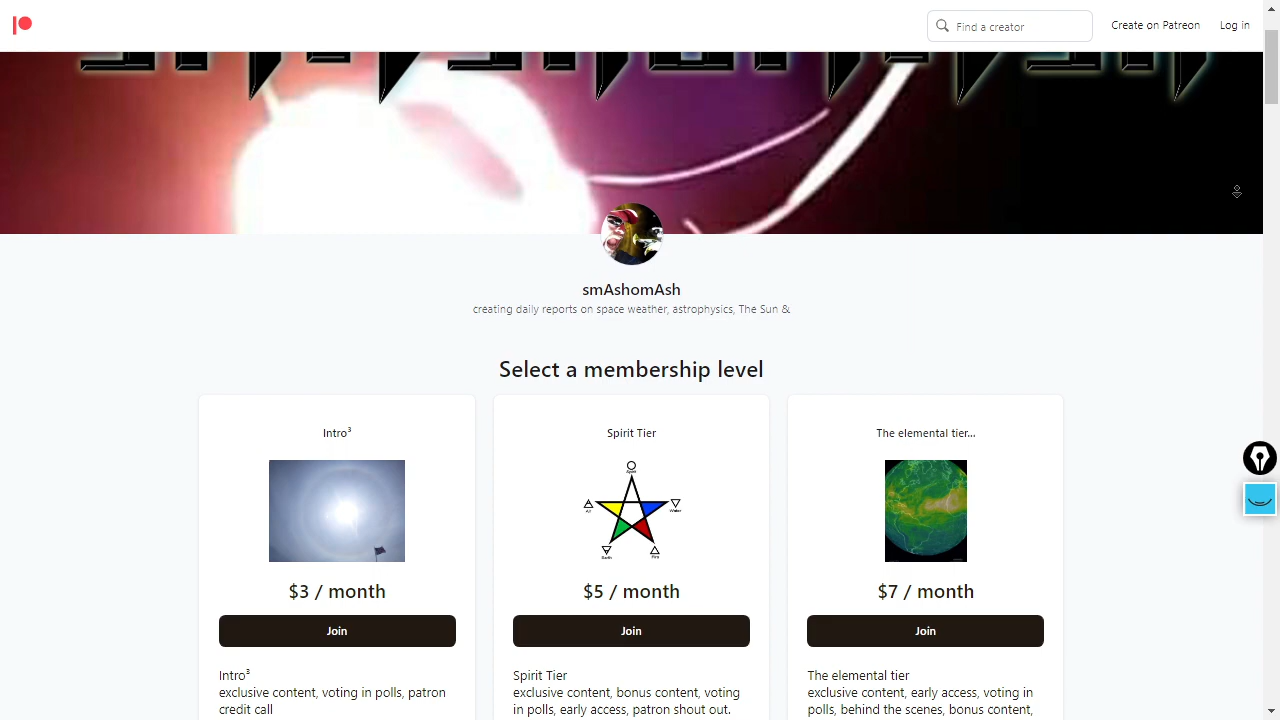 Find a creator
Create on Patreon
Log in
smAshomAsh
creating daily reports on space weather, astrophysics, The Sun &
Select a membership level
Intro³
Spirit Tier
The elemental tier...
$3 / month
$5 / month
$7 / month
Join
Join
Join
Intro³
exclusive content, voting in polls, patron
credit call
Spirit Tier
exclusive content, bonus content, voting
in polls, early access, patron shout out.
The elemental tier
exclusive content, early access, voting in
polls, behind the scenes, bonus content,